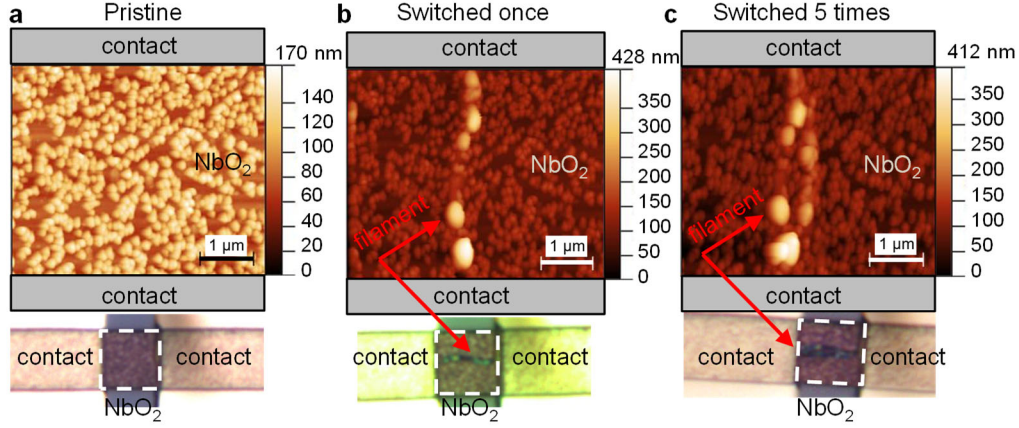 a Pristine
contact
170 nm
140
120
100
80
60
40
20
0
NbO₂
1 µm
contact
contact contact
NbO₂
b Switched once
contact
428 nm
350
300
250
200
150
100
50
0
NbO₂
filament
1 µm
contact
contact contact
NbO₂
c Switched 5 times
contact
412 nm
350
300
250
200
150
100
50
0
NbO₂
filament
1 µm
contact
contact contact
NbO₂